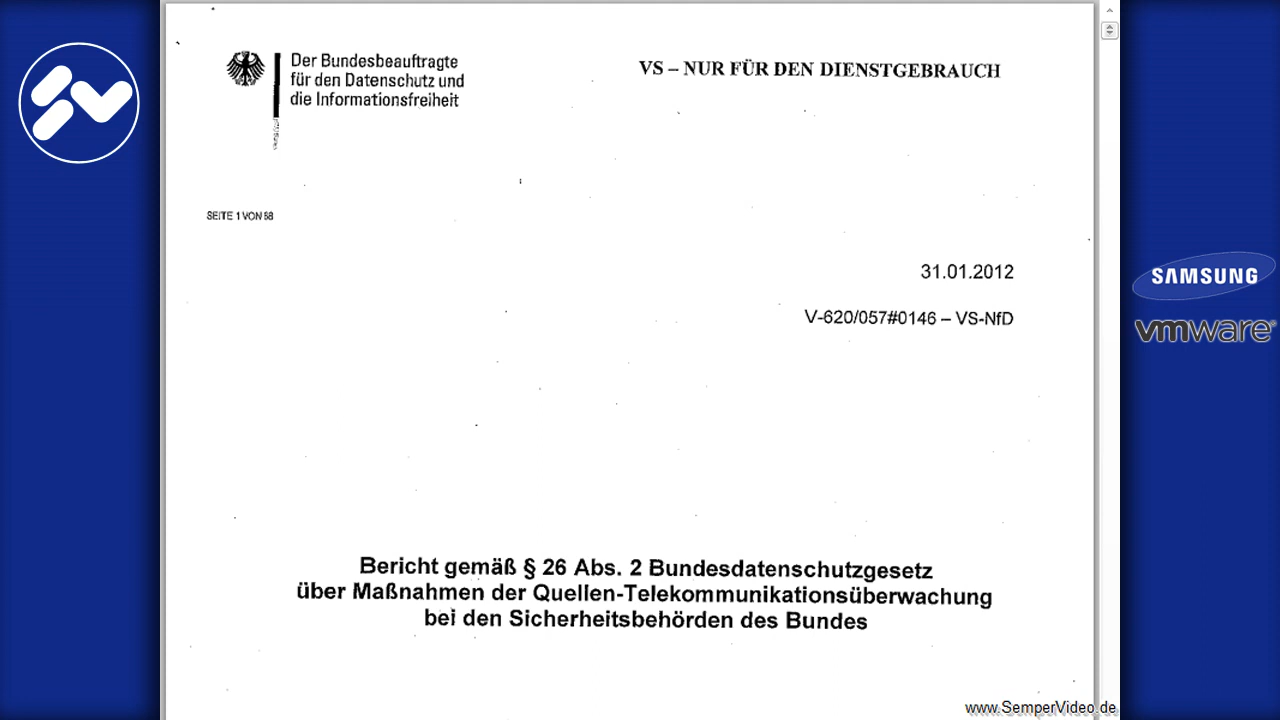 Der Bundesbeauftragte
für den Datenschutz und
die Informationsfreiheit
VS – NUR FÜR DEN DIENSTGEBRAUCH
SEITE 1 VON 58
31.01.2012
V-620/057#0146 – VS-NfD
Bericht gemäß § 26 Abs. 2 Bundesdatenschutzgesetz
über Maßnahmen der Quellen-Telekommunikationsüberwachung
bei den Sicherheitsbehörden des Bundes
SAMSUNG
vmware
www.SemperVideo.de